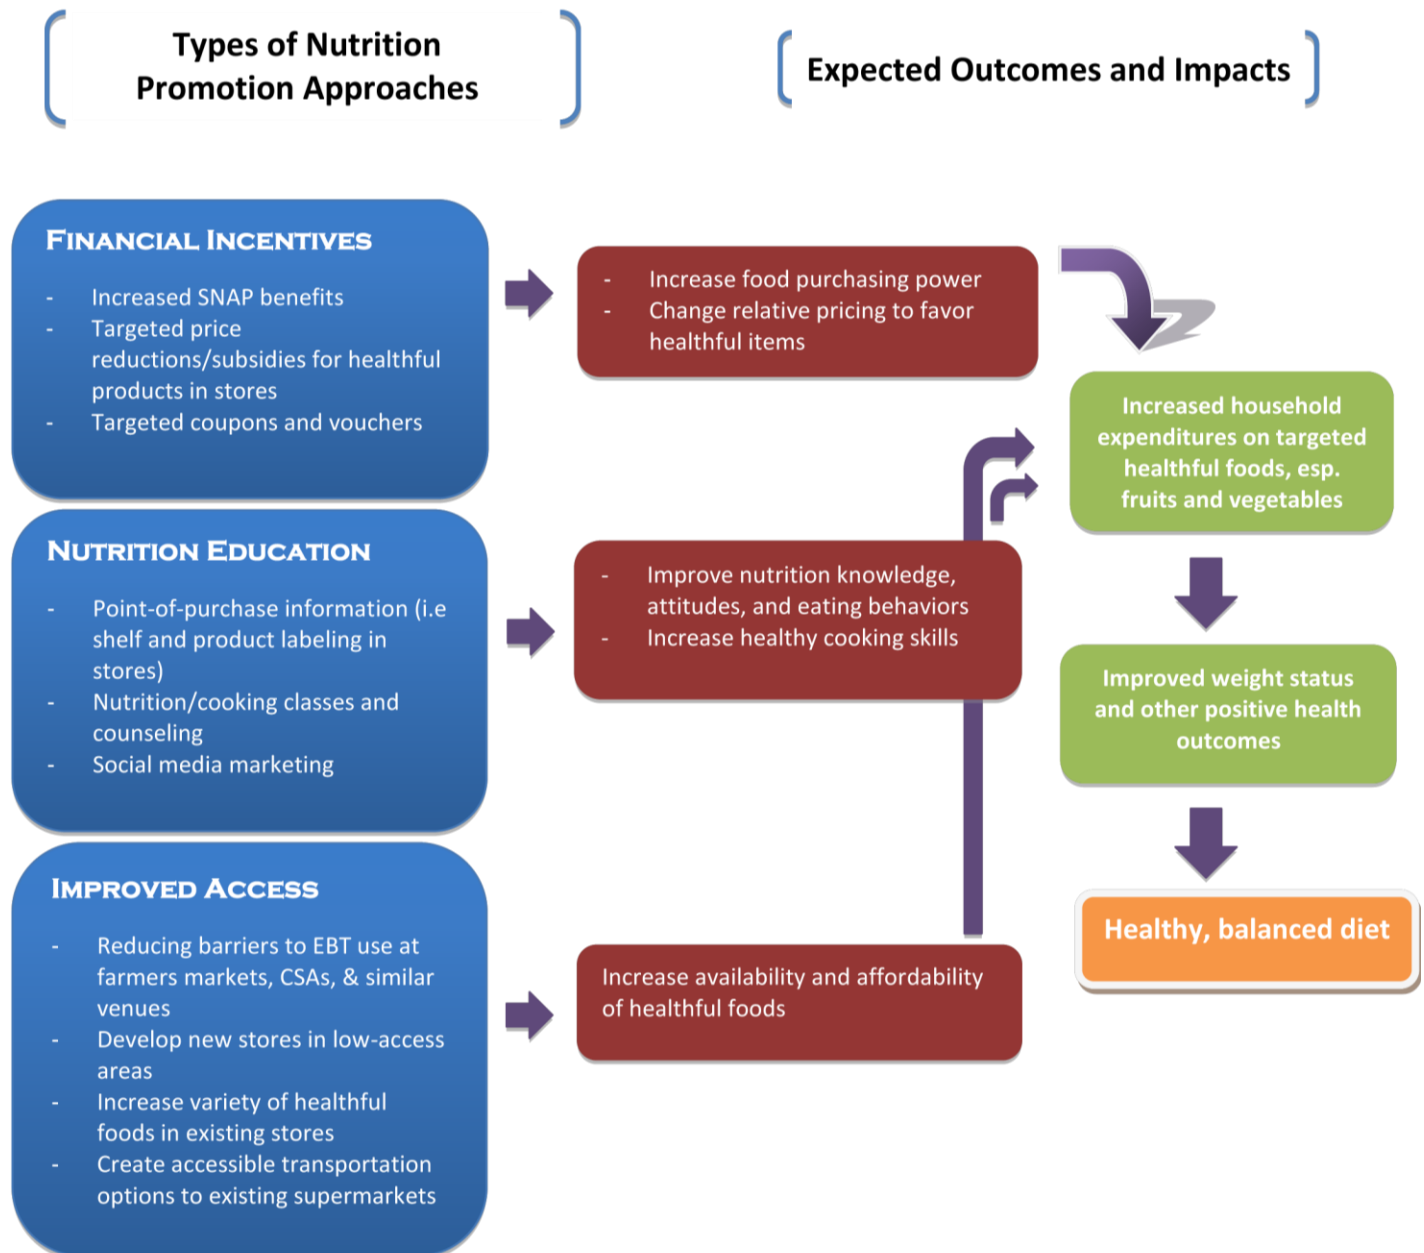 Types of Nutrition
Promotion Approaches
Expected Outcomes and Impacts
FINANCIAL INCENTIVES
- Increased SNAP benefits
- Targeted price
reductions/subsidies for healthful
products in stores
- Targeted coupons and vouchers
- Increase food purchasing power
- Change relative pricing to favor
healthful items
Increased household
expenditures on targeted
healthful foods, esp.
fruits and vegetables
NUTRITION EDUCATION
- Point-of-purchase information (i.e
shelf and product labeling in
stores)
- Nutrition/cooking classes and
counseling
- Social media marketing
- Improve nutrition knowledge,
attitudes, and eating behaviors
- Increase healthy cooking skills
Improved weight status
and other positive health
outcomes
IMPROVED ACCESS
- Reducing barriers to EBT use at
farmers markets, CSAs, & similar
venues
- Develop new stores in low-access
areas
- Increase variety of healthful
foods in existing stores
- Create accessible transportation
options to existing supermarkets
Increase availability and affordability
of healthful foods
Healthy, balanced diet